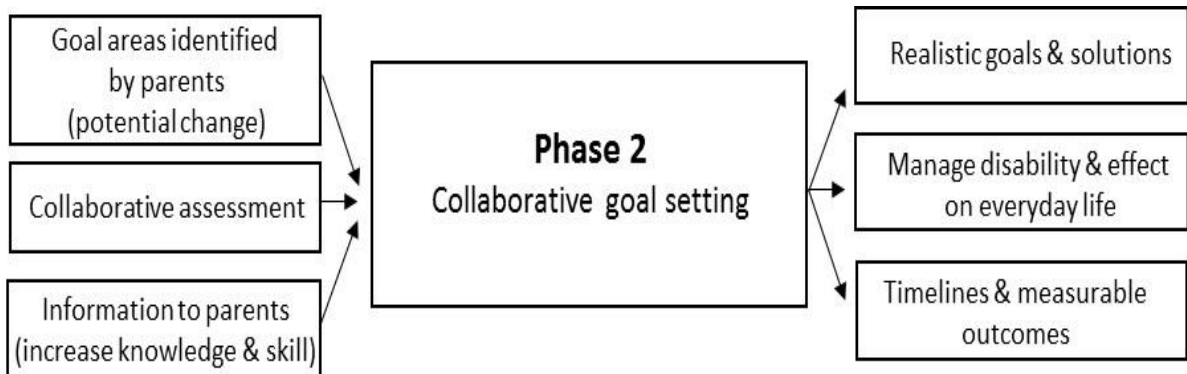 Goal areas identified
by parents
(potential change)
Collaborative assessment
Information to parents
(increase knowledge & skill)
Phase 2
Collaborative goal setting
Realistic goals & solutions
Manage disability & effect
on everyday life
Timelines & measurable
outcomes